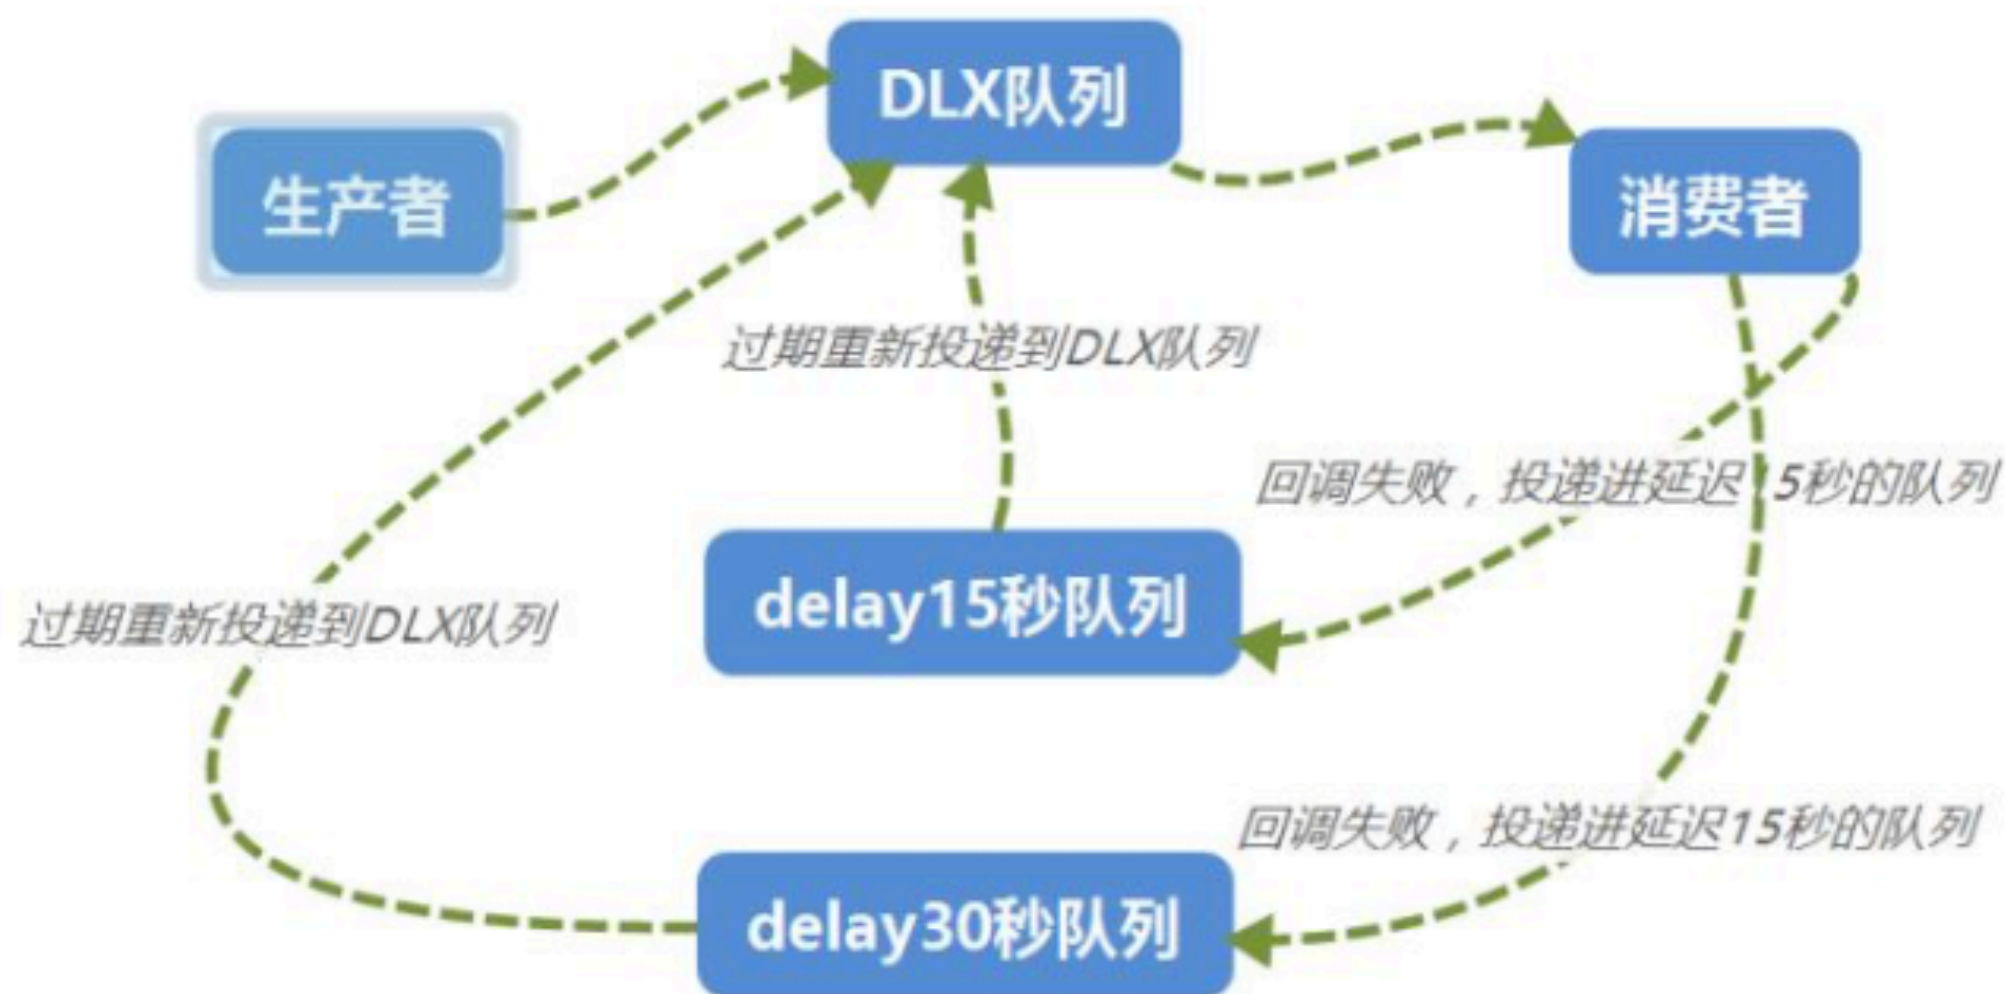 DLX队列
生产者
消费者
过期重新投递到DLX队列
回调失败，投递进延迟15秒的队列
delay15秒队列
过期重新投递到DLX队列
回调失败，投递进延迟15秒的队列
delay30秒队列